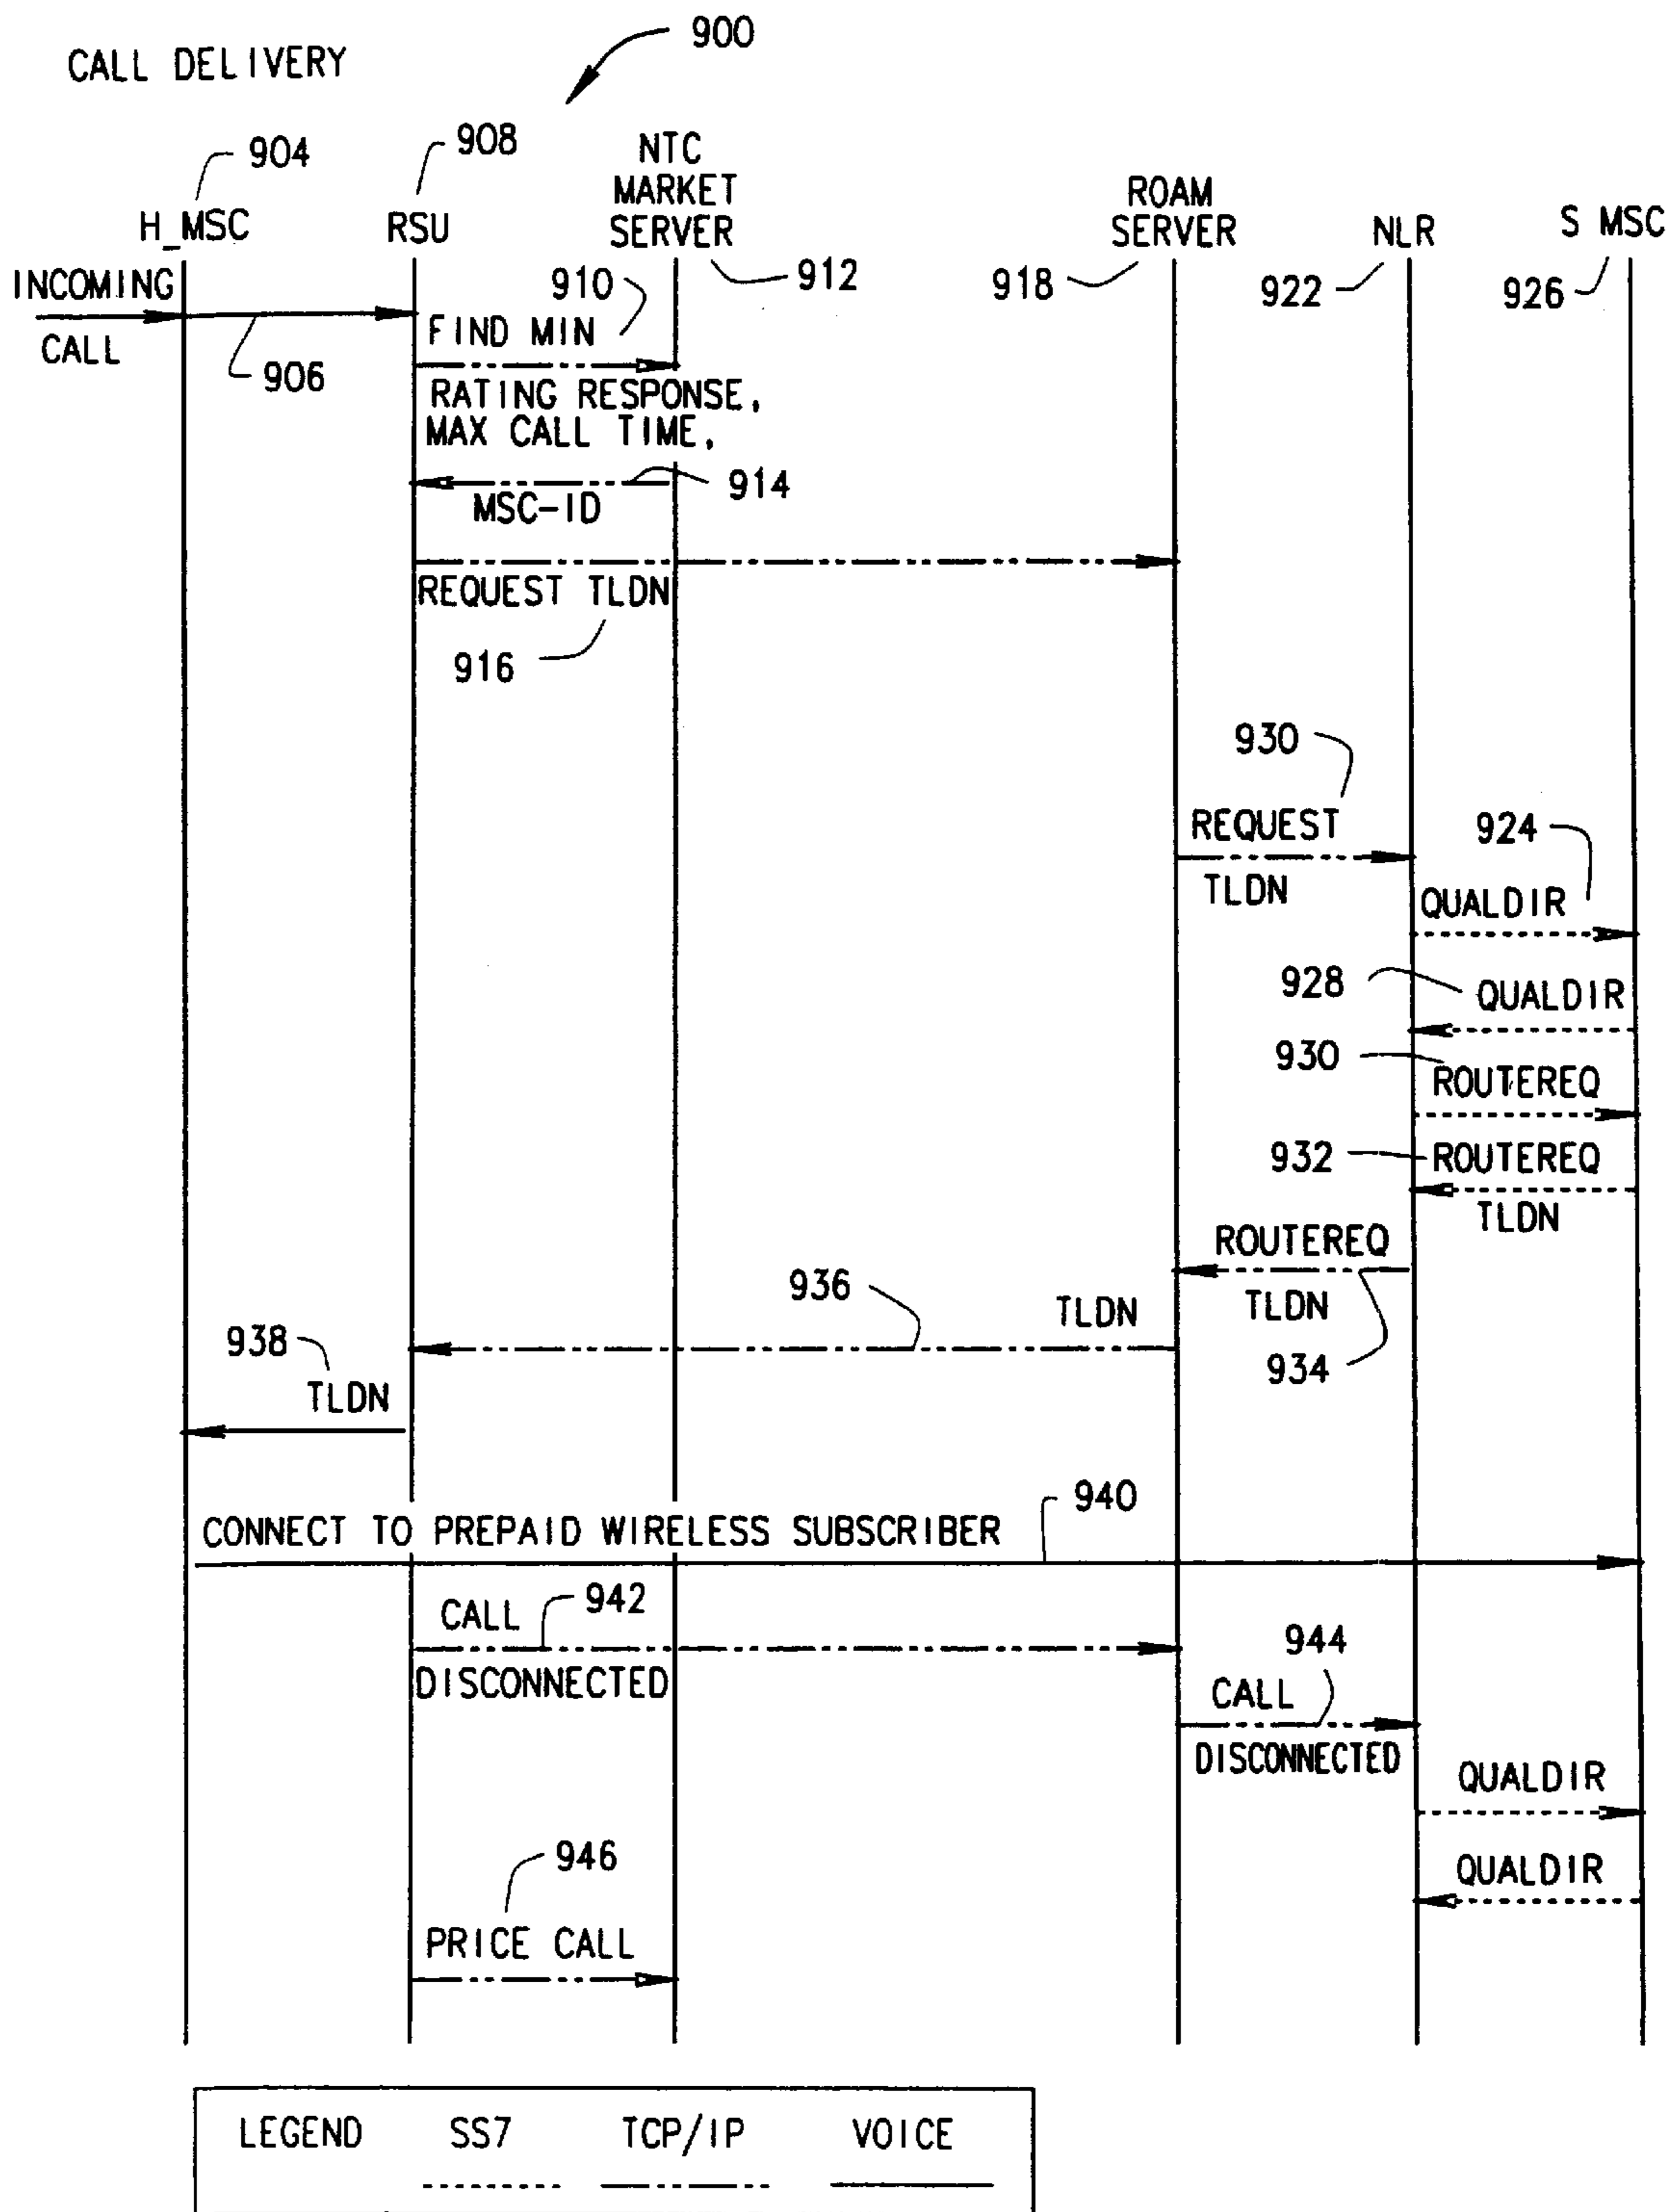 CALL DELIVERY
900
904
908
NTC
MARKET
SERVER
912
ROAM
SERVER
918
NLR
922
S MSC
926
H_MSC
RSU
INCOMING
CALL
906
910
FIND MIN
RATING RESPONSE,
MAX CALL TIME,
914
MSC-ID
REQUEST TLDN
916
930
REQUEST
TLDN
924
QUALDIR
928
QUALDIR
930
ROUTEREQ
932
ROUTEREQ
TLDN
ROUTEREQ
TLDN
934
936
TLDN
938
TLDN
940
CONNECT TO PREPAID WIRELESS SUBSCRIBER
CALL
942
DISCONNECTED
944
CALL
DISCONNECTED
QUALDIR
QUALDIR
946
PRICE CALL
LEGEND SS7 TCP/IP VOICE